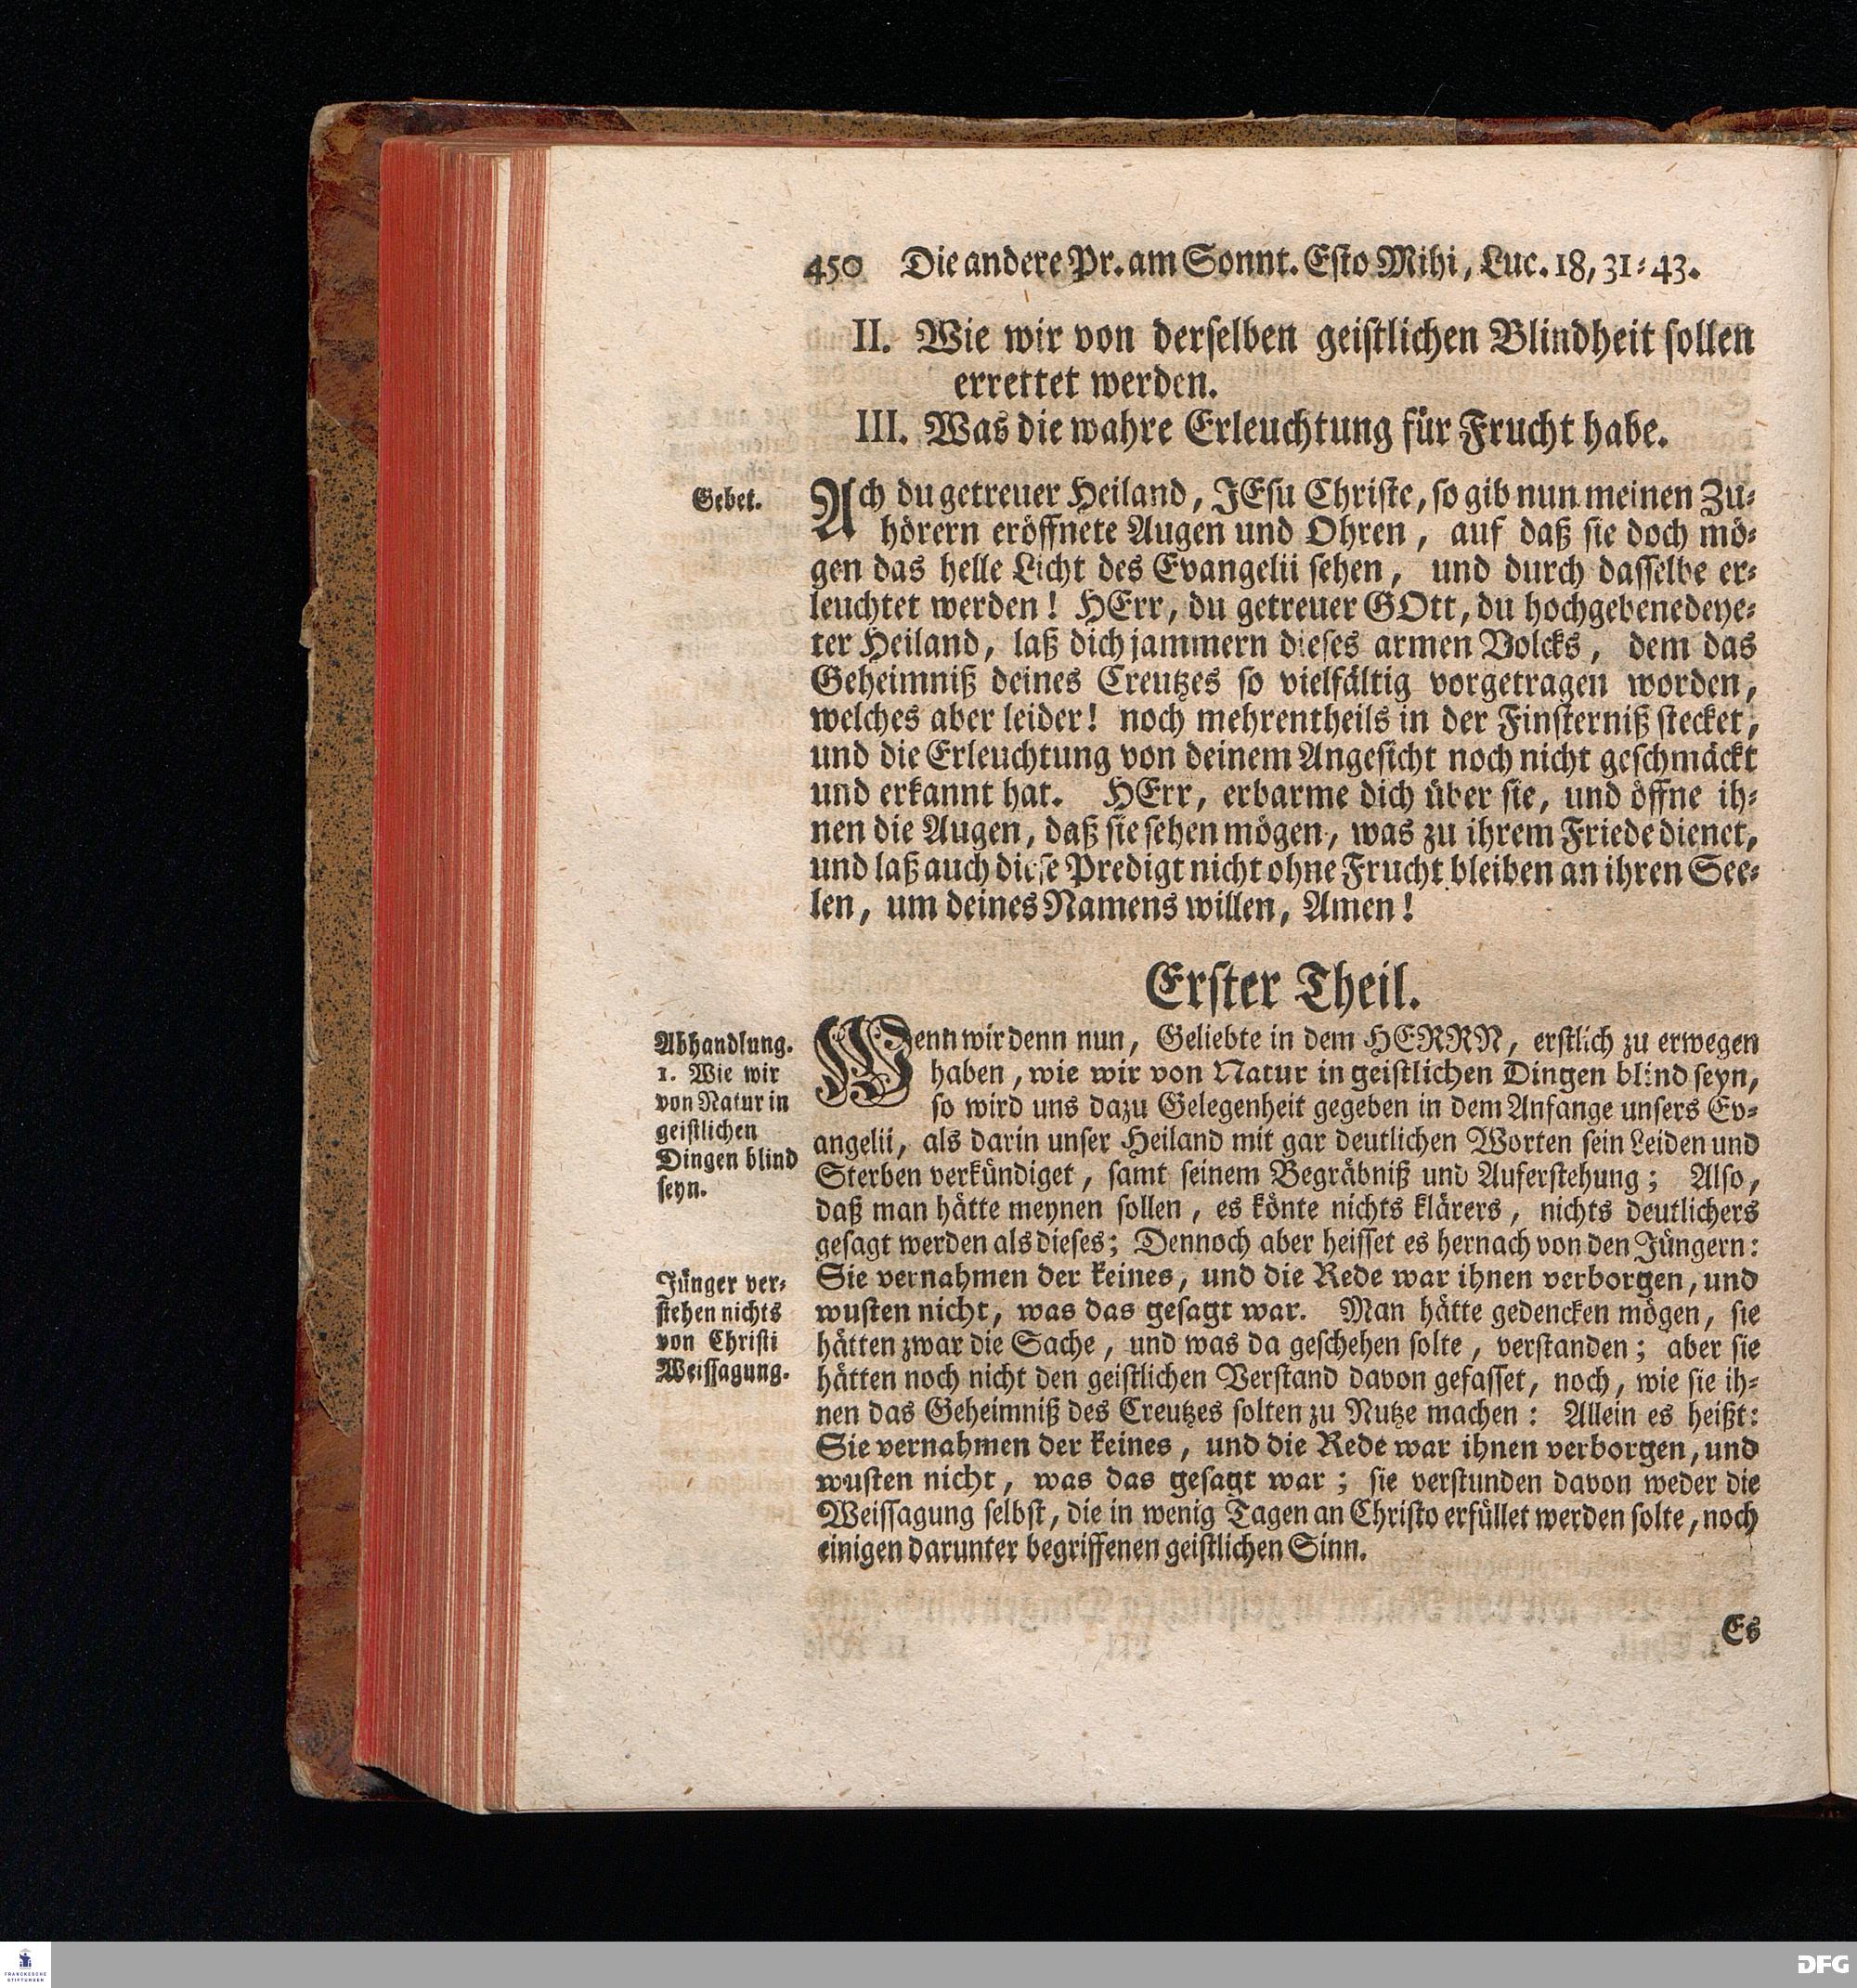 450 Die andere Pr. am Sonnt. Esto Mihi, Luc. 18, 31-43.
II. Wie wir von derselben geistlichen Blindheit sollen
errettet werden.
III. Was die wahre Erleuchtung für Frucht habe.
Gebet.
Ach du getreuer Heiland, JEsu Christe, so gib nun meinen Zu-
hörern eröffnete Augen und Ohren, auf daß sie doch mö-
gen das helle Licht des Evangelii sehen, und durch dasselbe er-
leuchtet werden! HErr, du getreuer GOtt, du hochgebenedeye-
ter Heiland, laß dich jammern dieses armen Volcks, dem das
Geheimniß deines Creutzes so vielfältig vorgetragen worden,
welches aber leider! noch mehrentheils in der Finsterniß stecket,
und die Erleuchtung von deinem Angesicht noch nicht geschmäckt
und erkannt hat. HErr, erbarme dich über sie, und öffne ih-
nen die Augen, daß sie sehen mögen, was zu ihrem Friede dienet,
und laß auch diese Predigt nicht ohne Frucht bleiben an ihren See-
len, um deines Namens willen, Amen!
Erster Theil.
Abhandlung.
1. Wie wir
von Natur in
geistlichen
Dingen blind
seyn.
Wenn wir denn nun, Geliebte in dem HERRN, erstlich zu erwegen
haben, wie wir von Natur in geistlichen Dingen blind seyn,
so wird uns dazu Gelegenheit gegeben in dem Anfange unsers Ev-
angelii, als darin unser Heiland mit gar deutlichen Worten sein Leiden und
Sterben verkündiget, samt seinem Begräbniß und Auferstehung; Also,
daß man hätte meynen sollen, es könte nichts klärers, nichts deutlichers
gesagt werden als dieses; Dennoch aber heisset es hernach von den Jüngern:
Jünger ver-
stehen nichts
von Christi
Weissagung.
Sie vernahmen der keines, und die Rede war ihnen verborgen, und
wusten nicht, was das gesagt war. Man hätte gedencken mögen, sie
hätten zwar die Sache, und was da geschehen solte, verstanden; aber sie
hätten noch nicht den geistlichen Verstand davon gefasset, noch, wie sie ih-
nen das Geheimniß des Creutzes solten zu Nutze machen: Allein es heißt:
Sie vernahmen der keines, und die Rede war ihnen verborgen, und
wusten nicht, was das gesagt war; sie verstunden davon weder die
Weissagung selbst, die in wenig Tagen an Christo erfüllet werden solte, noch
einigen darunter begriffenen geistlichen Sinn.
Es
FRANCKESCHE
STIFTUNGEN
DFG